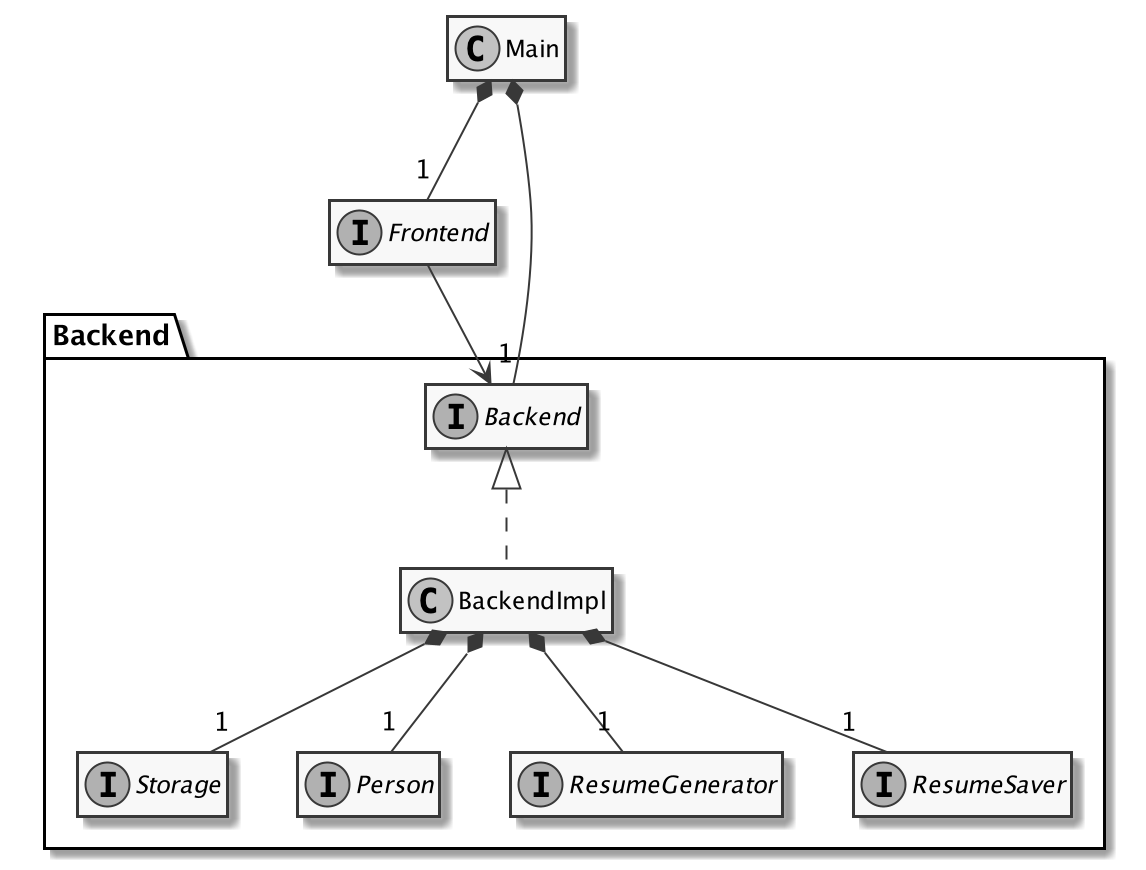 C Main
1
I Frontend
Backend
1
I Backend
C BackendImpl
1 1 1 1
I Storage I Person I ResumeGenerator I ResumeSaver